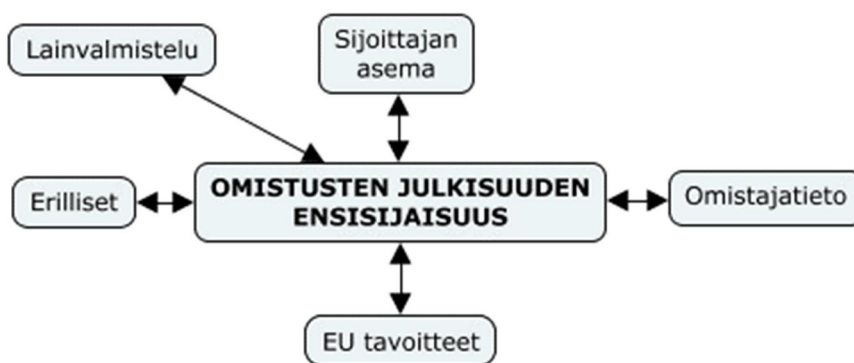 Lainvalmistelu
Sijoittajan
asema
Erilliset
OMISTUSTEN JULKISUUDEN
ENSISIJAISUUS
Omistajatieto
EU tavoitteet